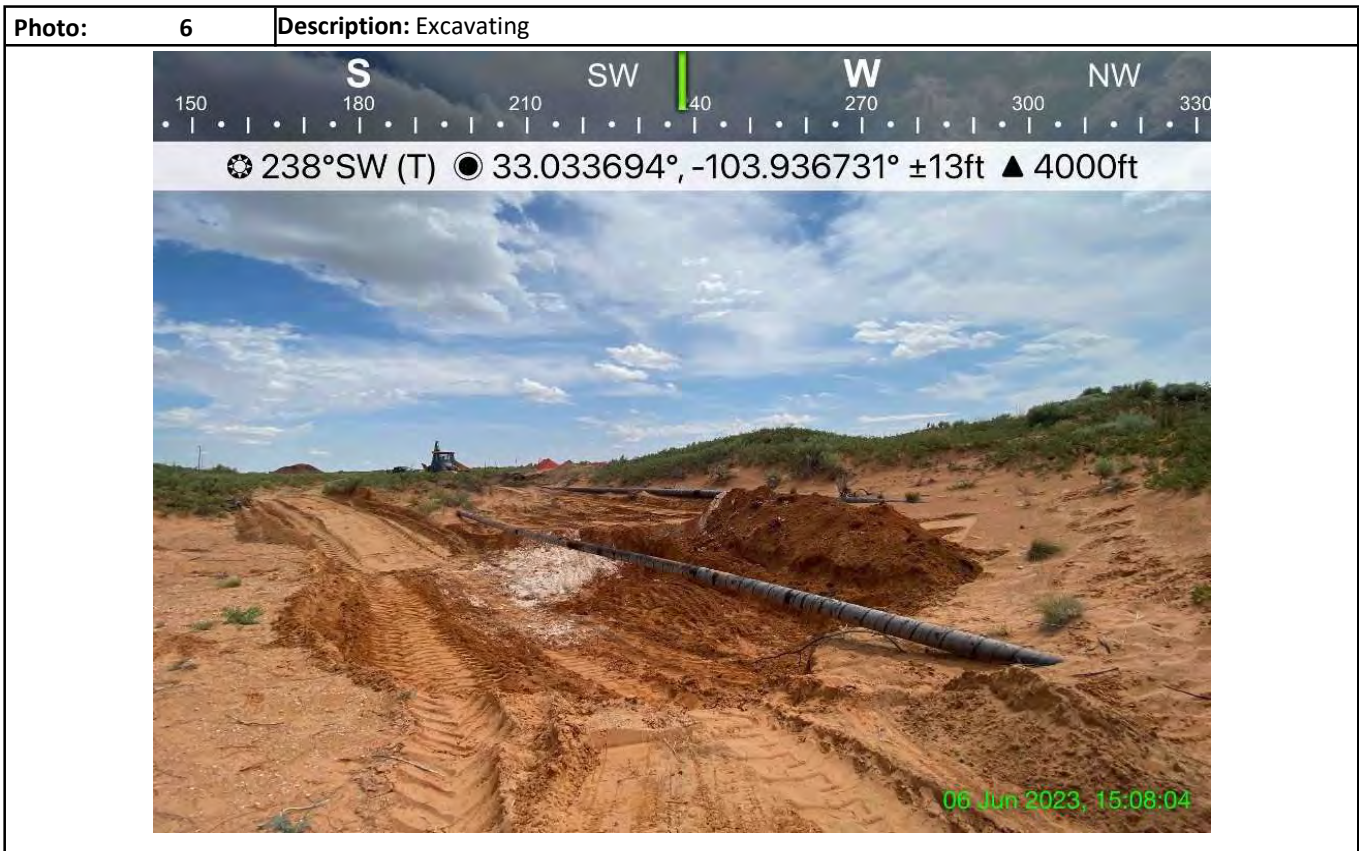 Photo: 6 Description: Excavating
S SW W NW
150 180 210 240 270 300 330
238°SW (T) 33.033694°, -103.936731° ±13ft ▲ 4000ft
06 Jun 2023, 15:08:04